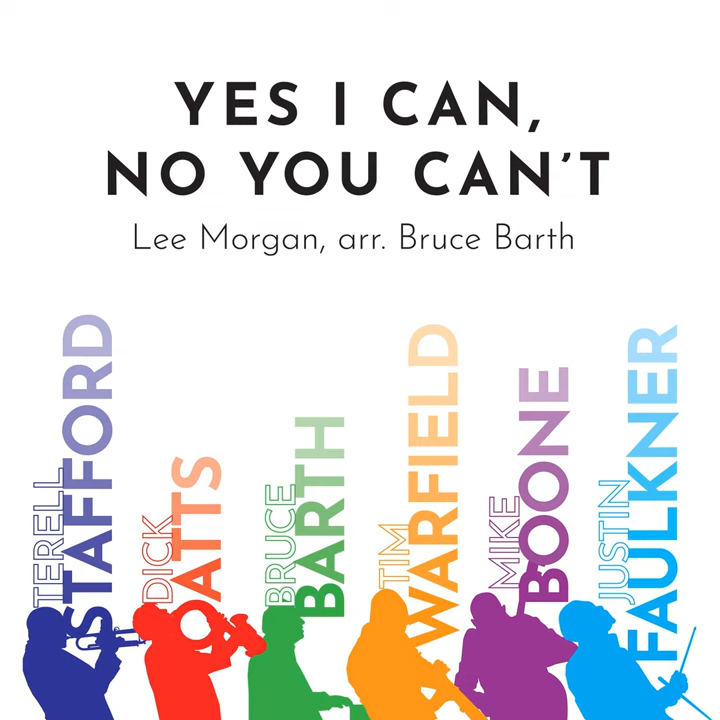 YES I CAN,
NO YOU CAN'T
Lee Morgan, arr. Bruce Barth
TERELL
STAFFORD
DICK
OATTS
BRUCE
BARTH
TIM
WARFIELD
MIKE
BOONE
JUSTIN
FAULKNER